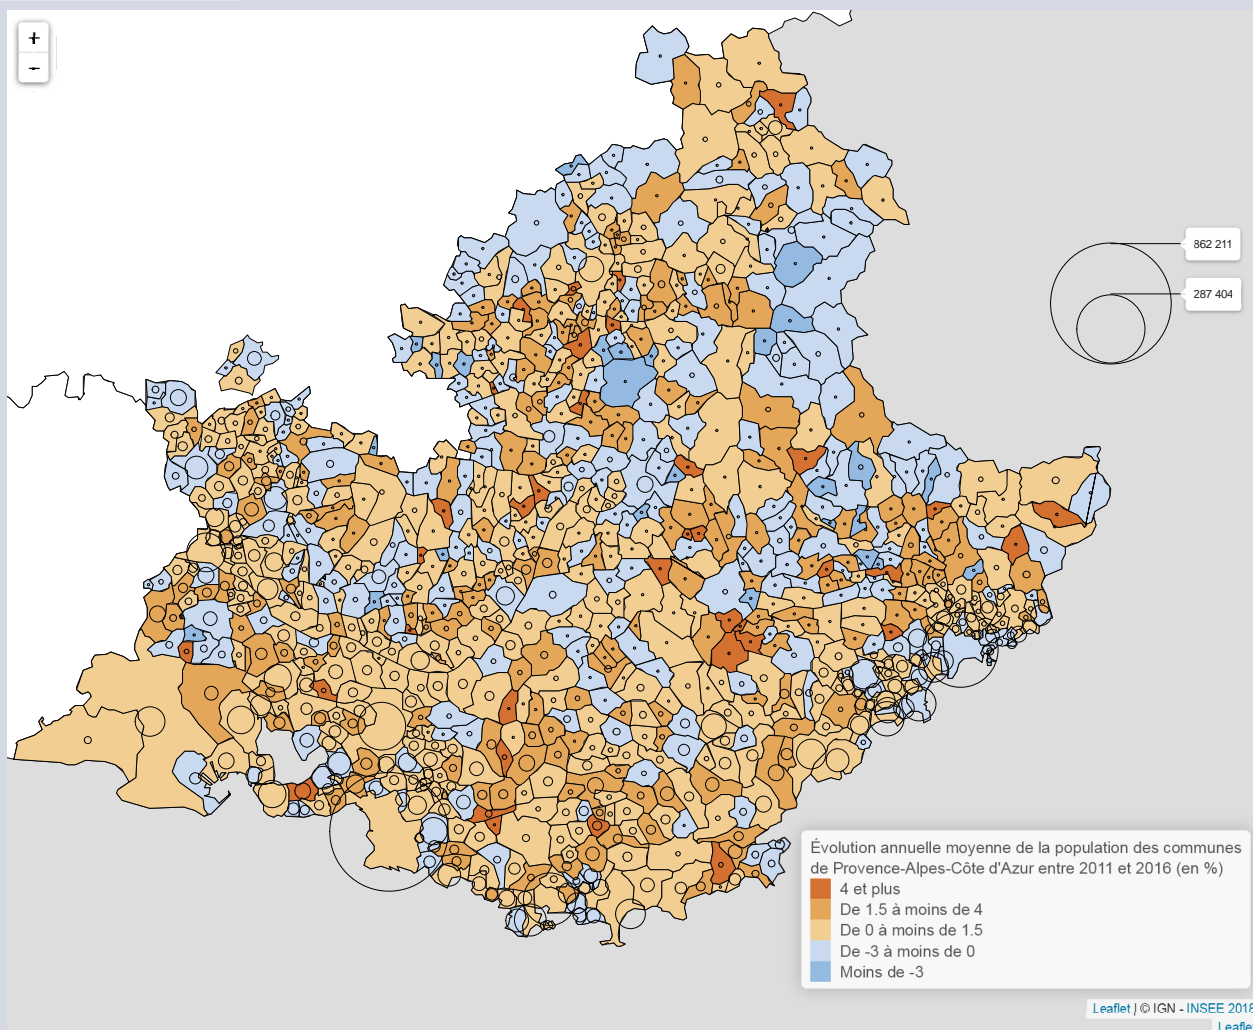 +
-
862 211
287 404
Évolution annuelle moyenne de la population des communes
de Provence-Alpes-Côte d'Azur entre 2011 et 2016 (en %)
4 et plus
De 1.5 à moins de 4
De 0 à moins de 1.5
De -3 à moins de 0
Moins de -3
Leaflet | © IGN - INSEE 2018
Leafle